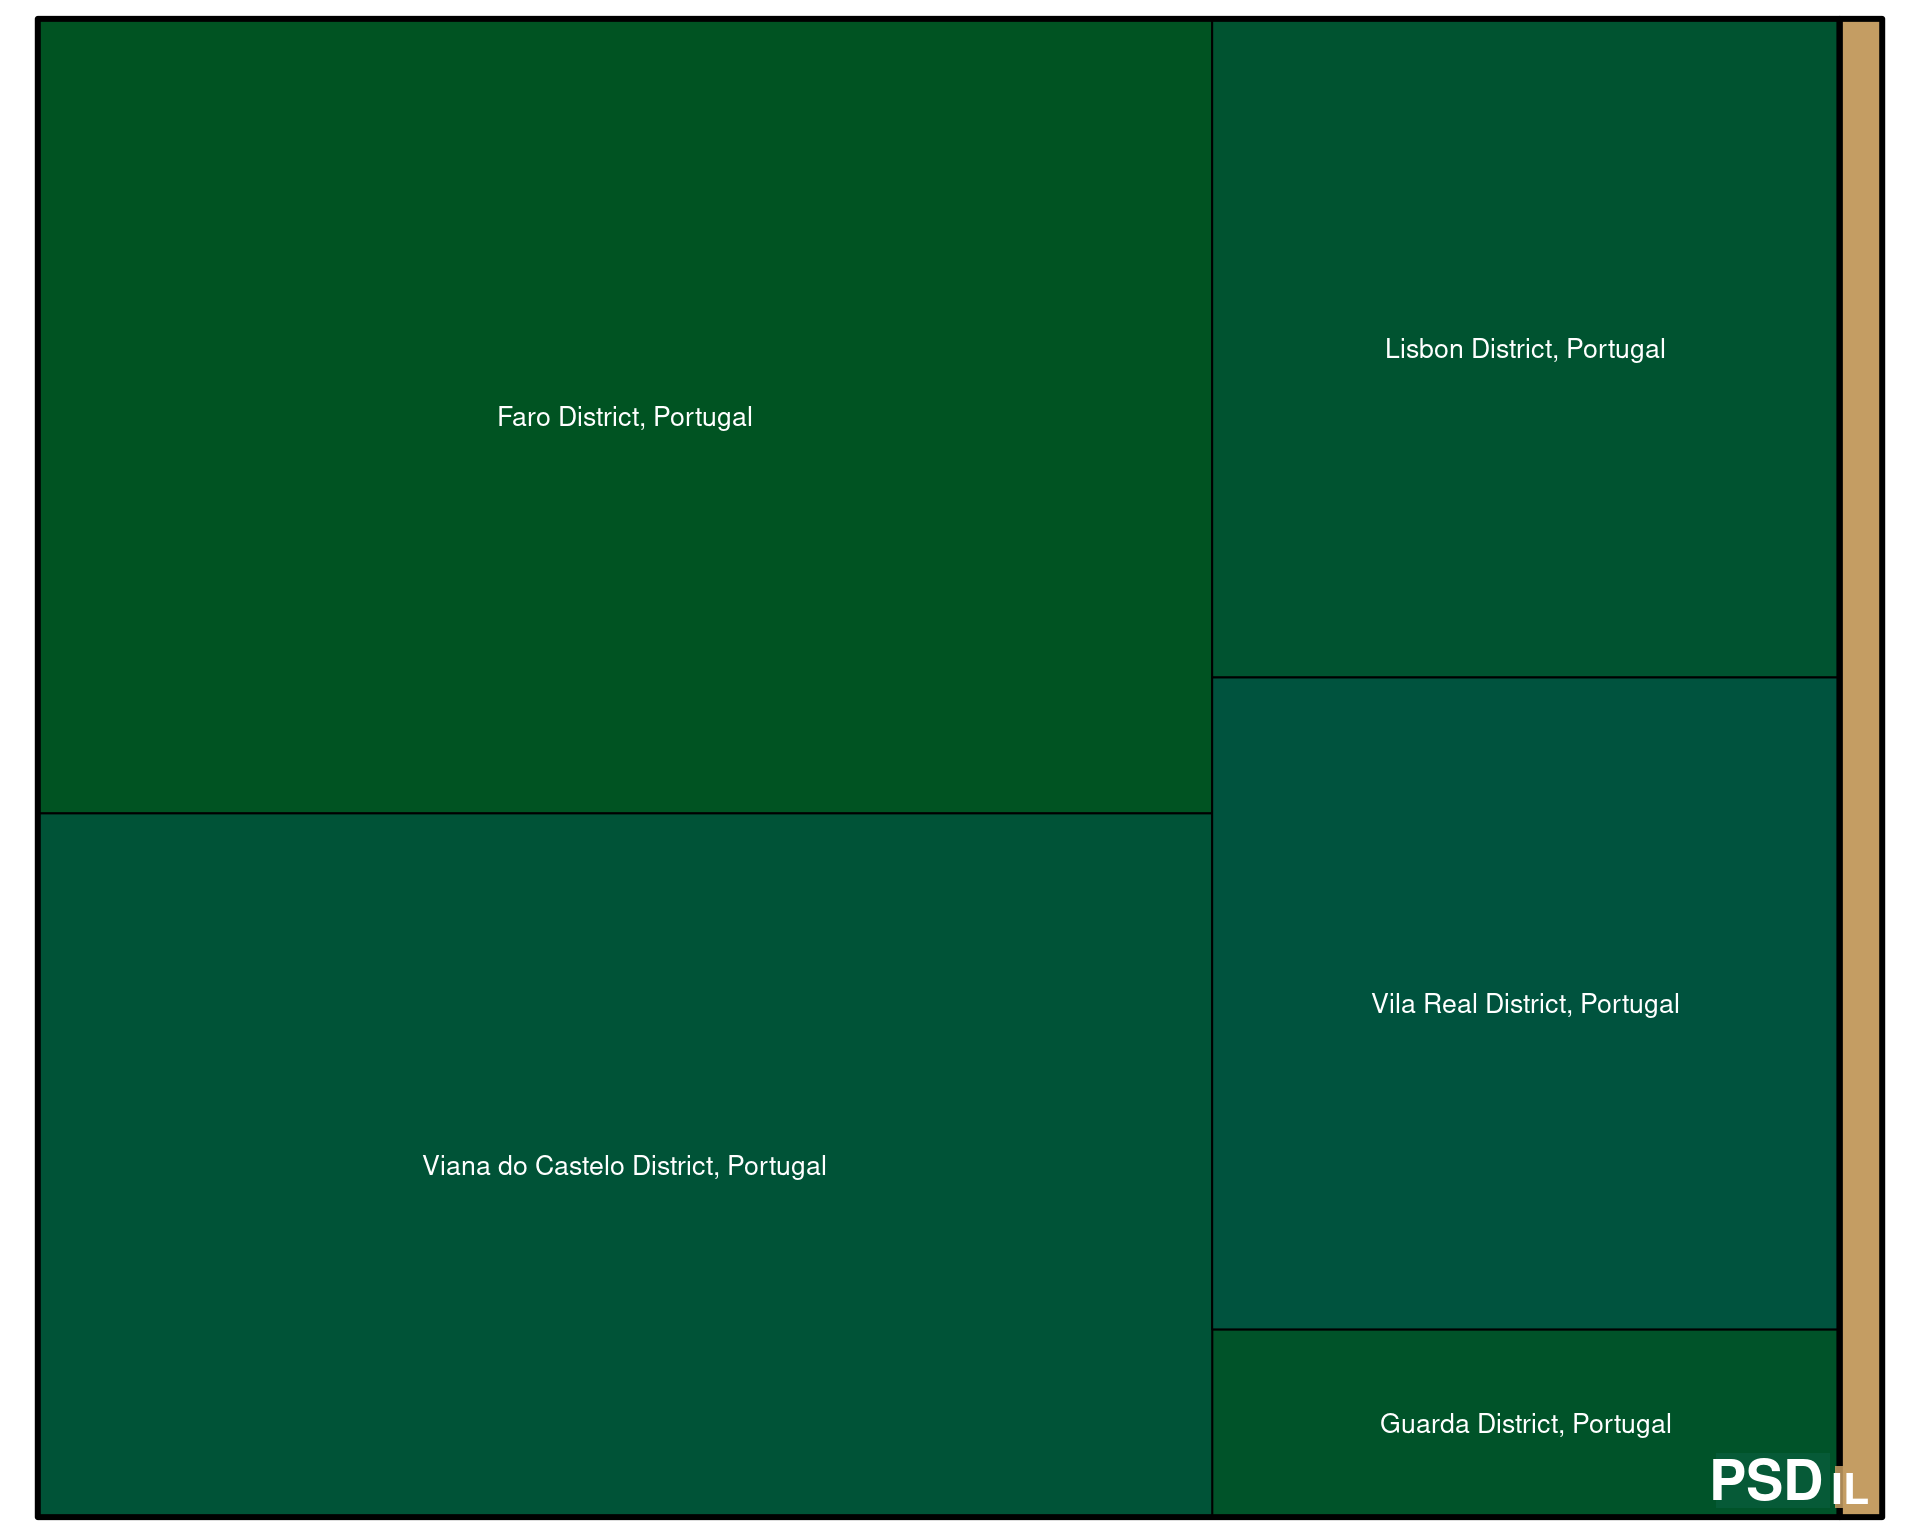 Faro District, Portugal
Lisbon District, Portugal
Viana do Castelo District, Portugal
Vila Real District, Portugal
Guarda District, Portugal
PSD
IL